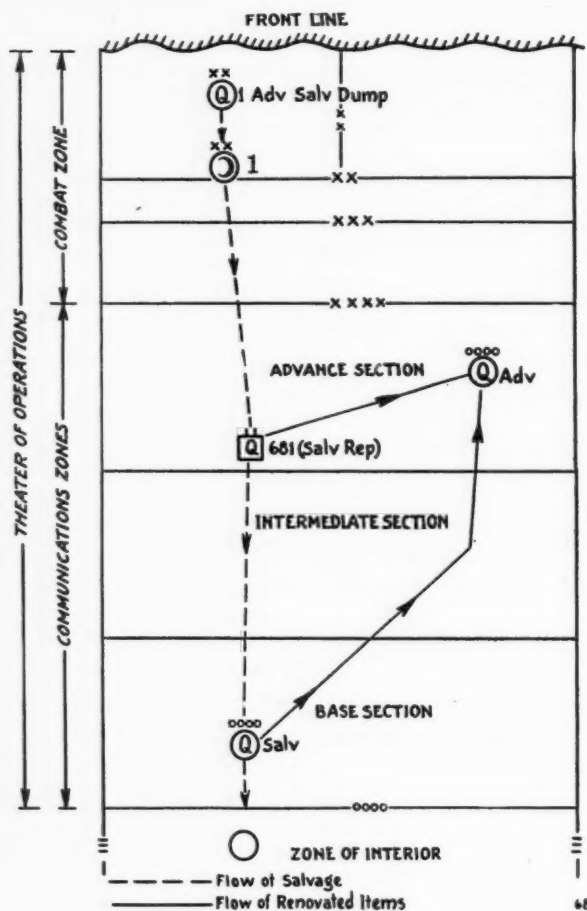 FRONT LINE
XX
Q 1 Adv Salv Dump
XX
1
XX
XX
XXX
XXXX
THEATER OF OPERATIONS
COMBAT ZONE
COMMUNICATIONS ZONES
ADVANCE SECTION
oooo
Q Adv
Q 681 (Salv Rep)
INTERMEDIATE SECTION
BASE SECTION
oooo
Q Salv
oooo
ZONE OF INTERIOR
Flow of Salvage
Flow of Renovated Items